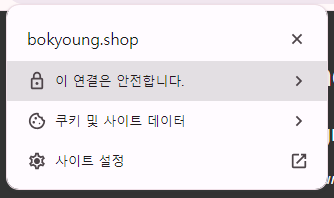 bokyoung.shop
이 연결은 안전합니다.
쿠키 및 사이트 데이터
사이트 설정